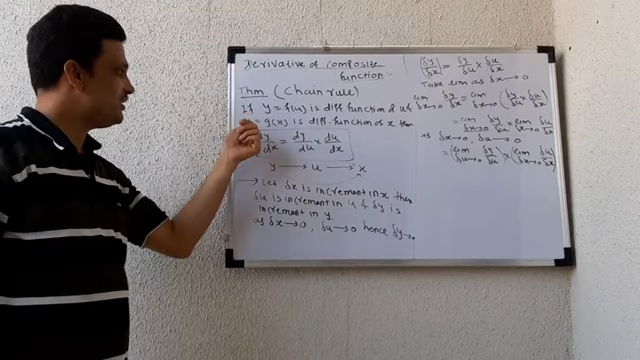 Derivative of composite
function :-
Thm (Chain rule)
If y = f(u) is diff function of u &
= g(x) is diff. function of x then
dy/dx = dy/du × du/dx
y → u → x
→ Let δx is increment in x then
δu is increment in u & δy is
increment in y.
as δx→0, δu→0 hence δy→0
(δy/δx) = δy/δu × δu/δx
Take lim as δx→0
lim δx→0 δy/δx = lim δx→0 (δy/δu × δu/δx)
= lim δx→0 δy/δu × lim δx→0 δu/δx
as δx→0, δu→0
= (lim δu→0 δy/δu) × (lim δx→0 δu/δx)